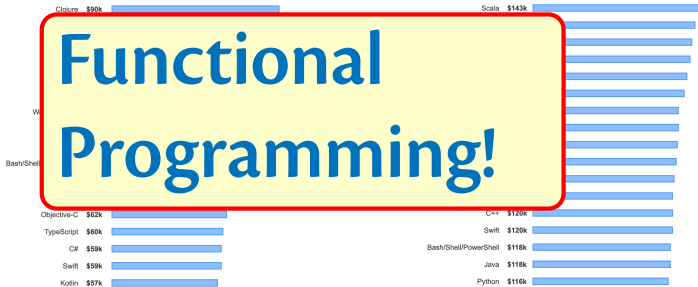 Clojure $90k
Scala $143k
Functional
Programming!
W
Bash/Shell
Objective-C $62k
TypeScript $60k
C# $59k
Swift $59k
Kotlin $57k
C++ $120k
Swift $120k
Bash/Shell/PowerShell $118k
Java $118k
Python $116k